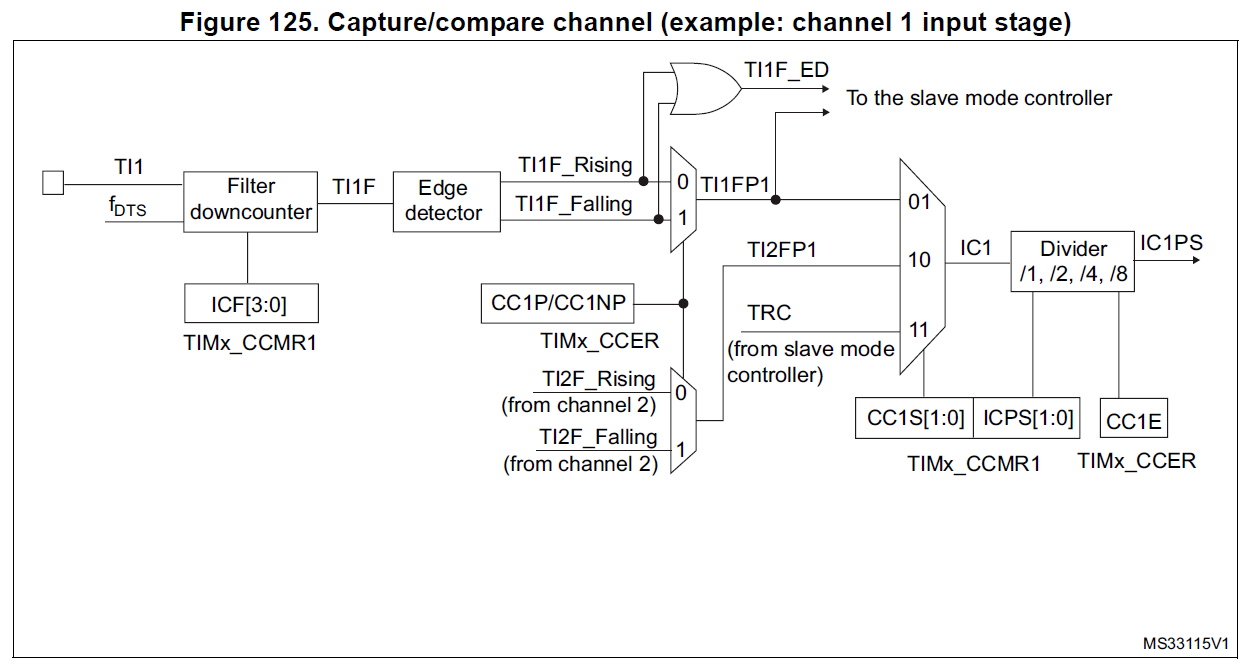 Figure 125. Capture/compare channel (example: channel 1 input stage)
TI1F_ED
To the slave mode controller
TI1
fDTS
Filter
downcounter
TI1F
Edge
detector
TI1F_Rising
TI1F_Falling
0
1
TI1FP1
01
10
11
TI2FP1
TRC
(from slave mode
controller)
IC1
Divider
/1, /2, /4, /8
IC1PS
ICF[3:0]
TIMx_CCMR1
CC1P/CC1NP
TIMx_CCER
TI2F_Rising
(from channel 2)
TI2F_Falling
(from channel 2)
0
1
CC1S[1:0]
ICPS[1:0]
TIMx_CCMR1
CC1E
TIMx_CCER
MS33115V1